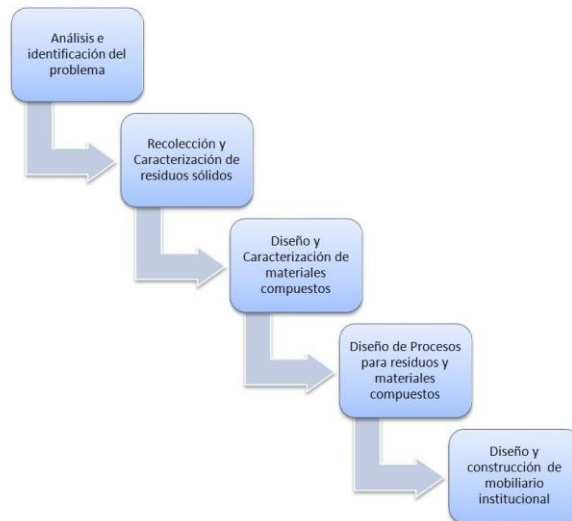 Análisis e
identificación del
problema
Recolección y
Caracterización de
residuos sólidos
Diseño y
Caracterización de
materiales
compuestos
Diseño de Procesos
para residuos y
materiales
compuestos
Diseño y
construcción de
mobiliario
institucional